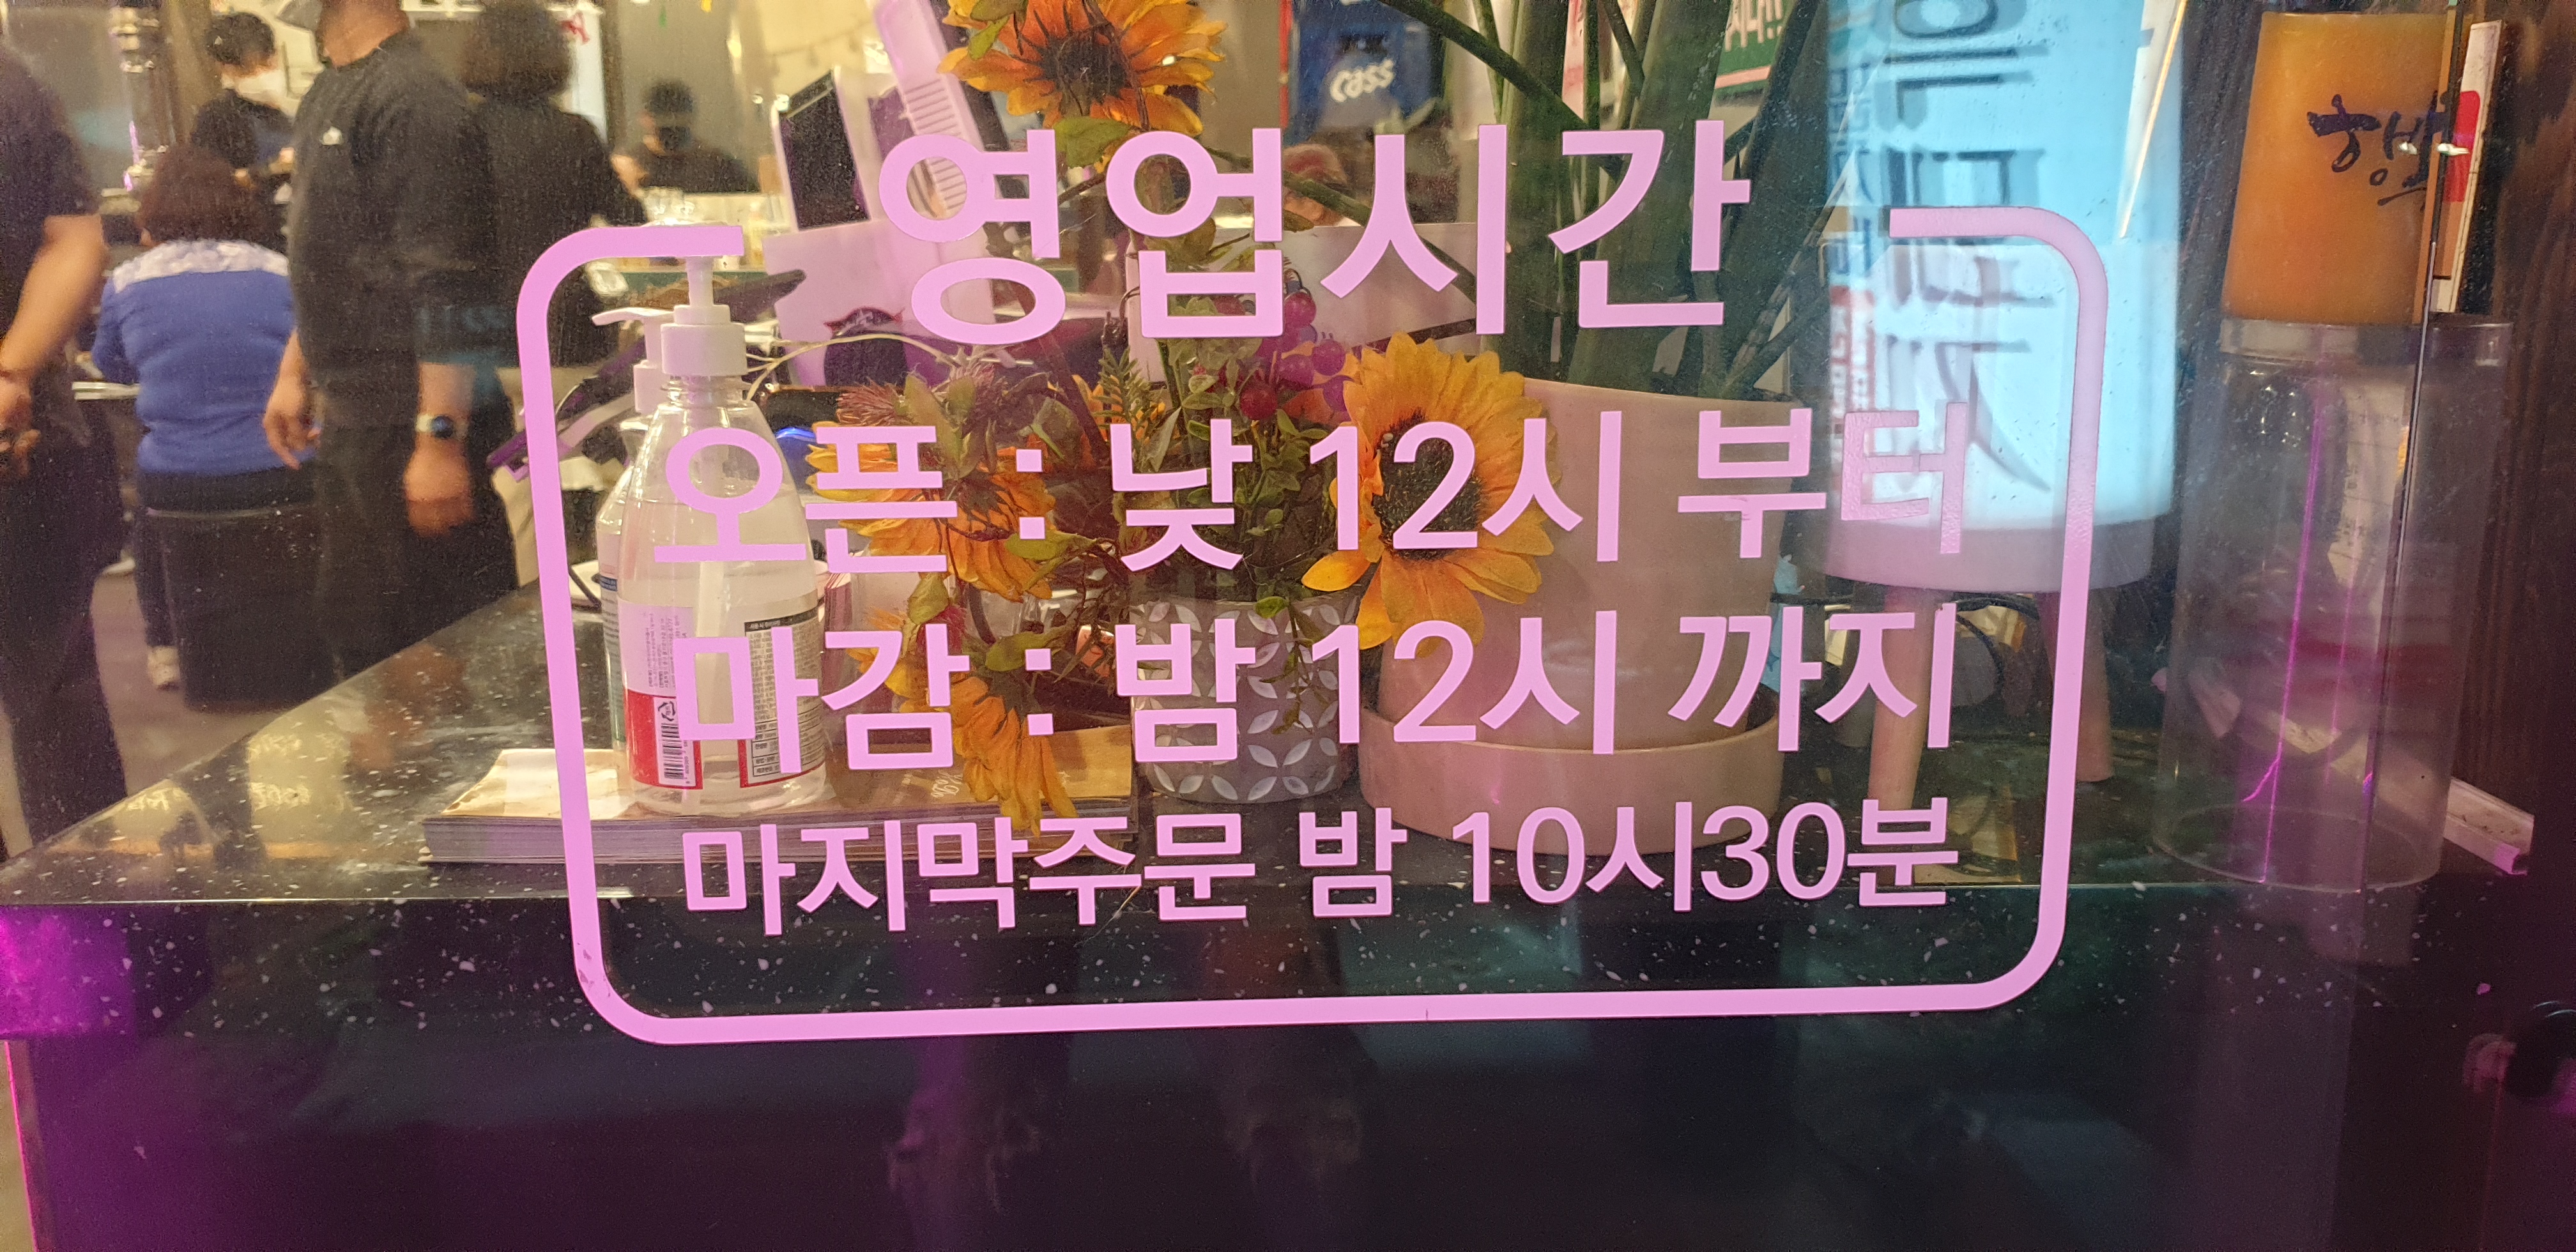 cass
영업시간
오픈 : 낮 12시 부터
마감 : 밤 12시 까지
마지막주문 밤 10시30분